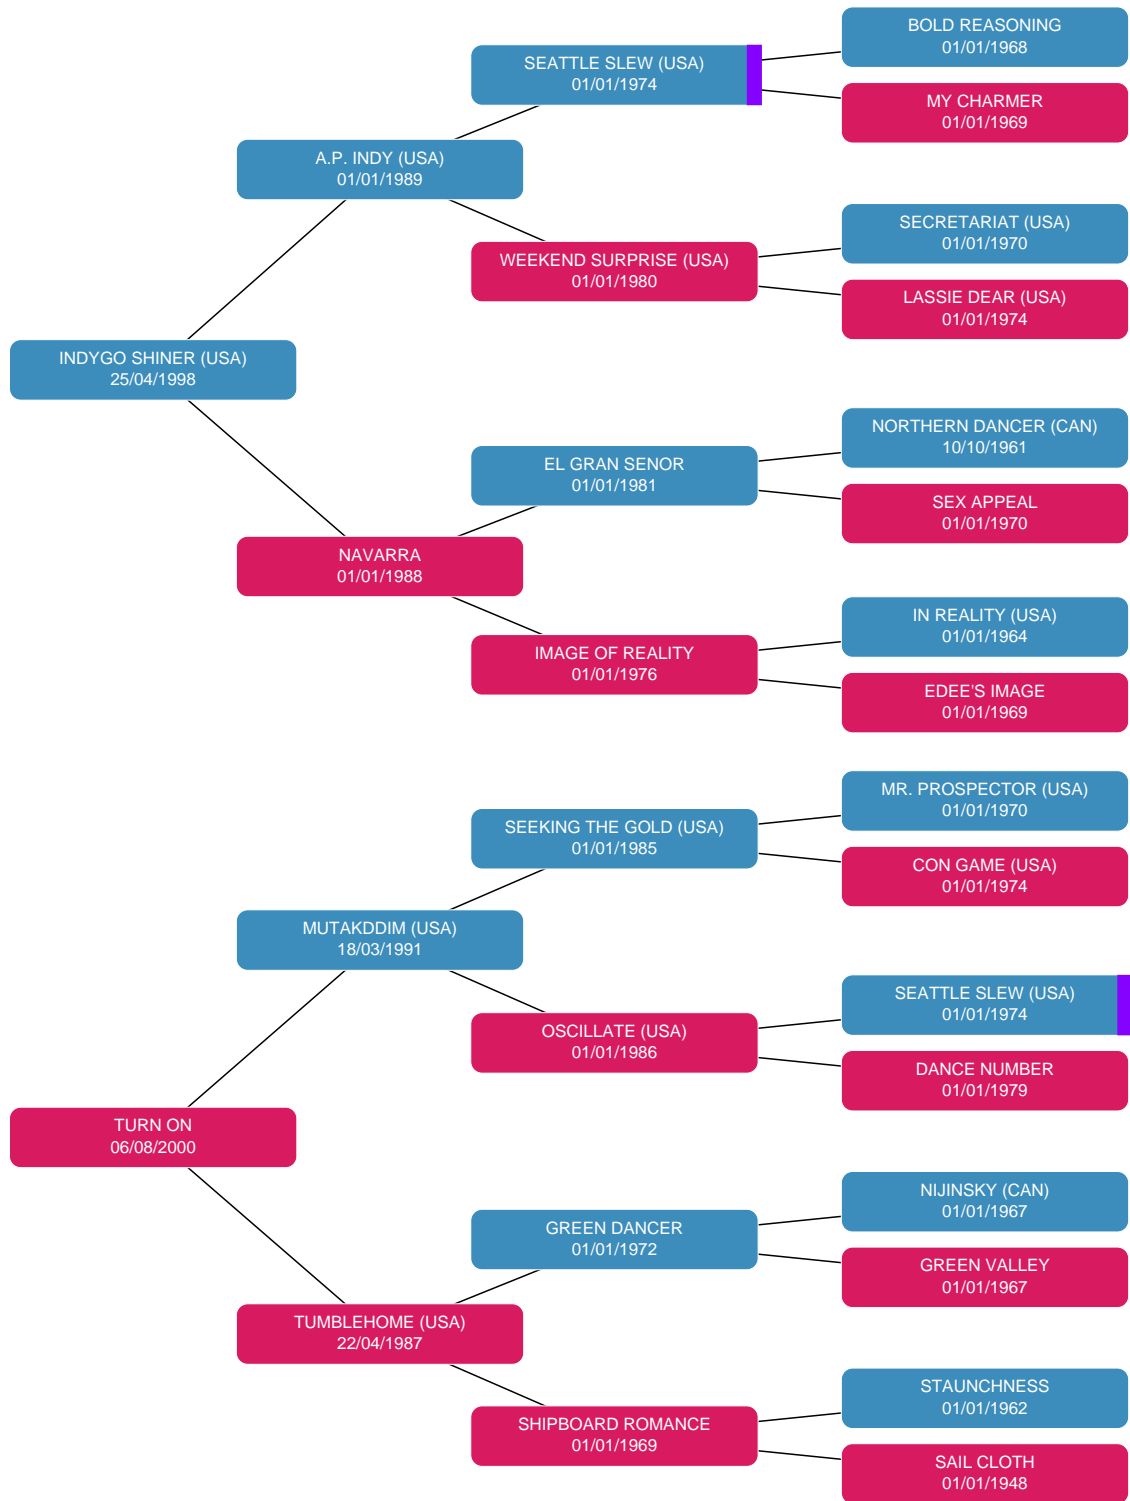 BOLD REASONING
01/01/1968
SEATTLE SLEW (USA)
01/01/1974
MY CHARMER
01/01/1969
A.P. INDY (USA)
01/01/1989
SECRETARIAT (USA)
01/01/1970
WEEKEND SURPRISE (USA)
01/01/1980
LASSIE DEAR (USA)
01/01/1974
INDYGO SHINER (USA)
25/04/1998
NORTHERN DANCER (CAN)
10/10/1961
EL GRAN SENOR
01/01/1981
SEX APPEAL
01/01/1970
NAVARRA
01/01/1988
IN REALITY (USA)
01/01/1964
IMAGE OF REALITY
01/01/1976
EDEE'S IMAGE
01/01/1969
MR. PROSPECTOR (USA)
01/01/1970
SEEKING THE GOLD (USA)
01/01/1985
CON GAME (USA)
01/01/1974
MUTAKDDIM (USA)
18/03/1991
SEATTLE SLEW (USA)
01/01/1974
OSCILLATE (USA)
01/01/1986
DANCE NUMBER
01/01/1979
TURN ON
06/08/2000
NIJINSKY (CAN)
01/01/1967
GREEN DANCER
01/01/1972
GREEN VALLEY
01/01/1967
TUMBLEHOME (USA)
22/04/1987
STAUNCHNESS
01/01/1962
SHIPBOARD ROMANCE
01/01/1969
SAIL CLOTH
01/01/1948